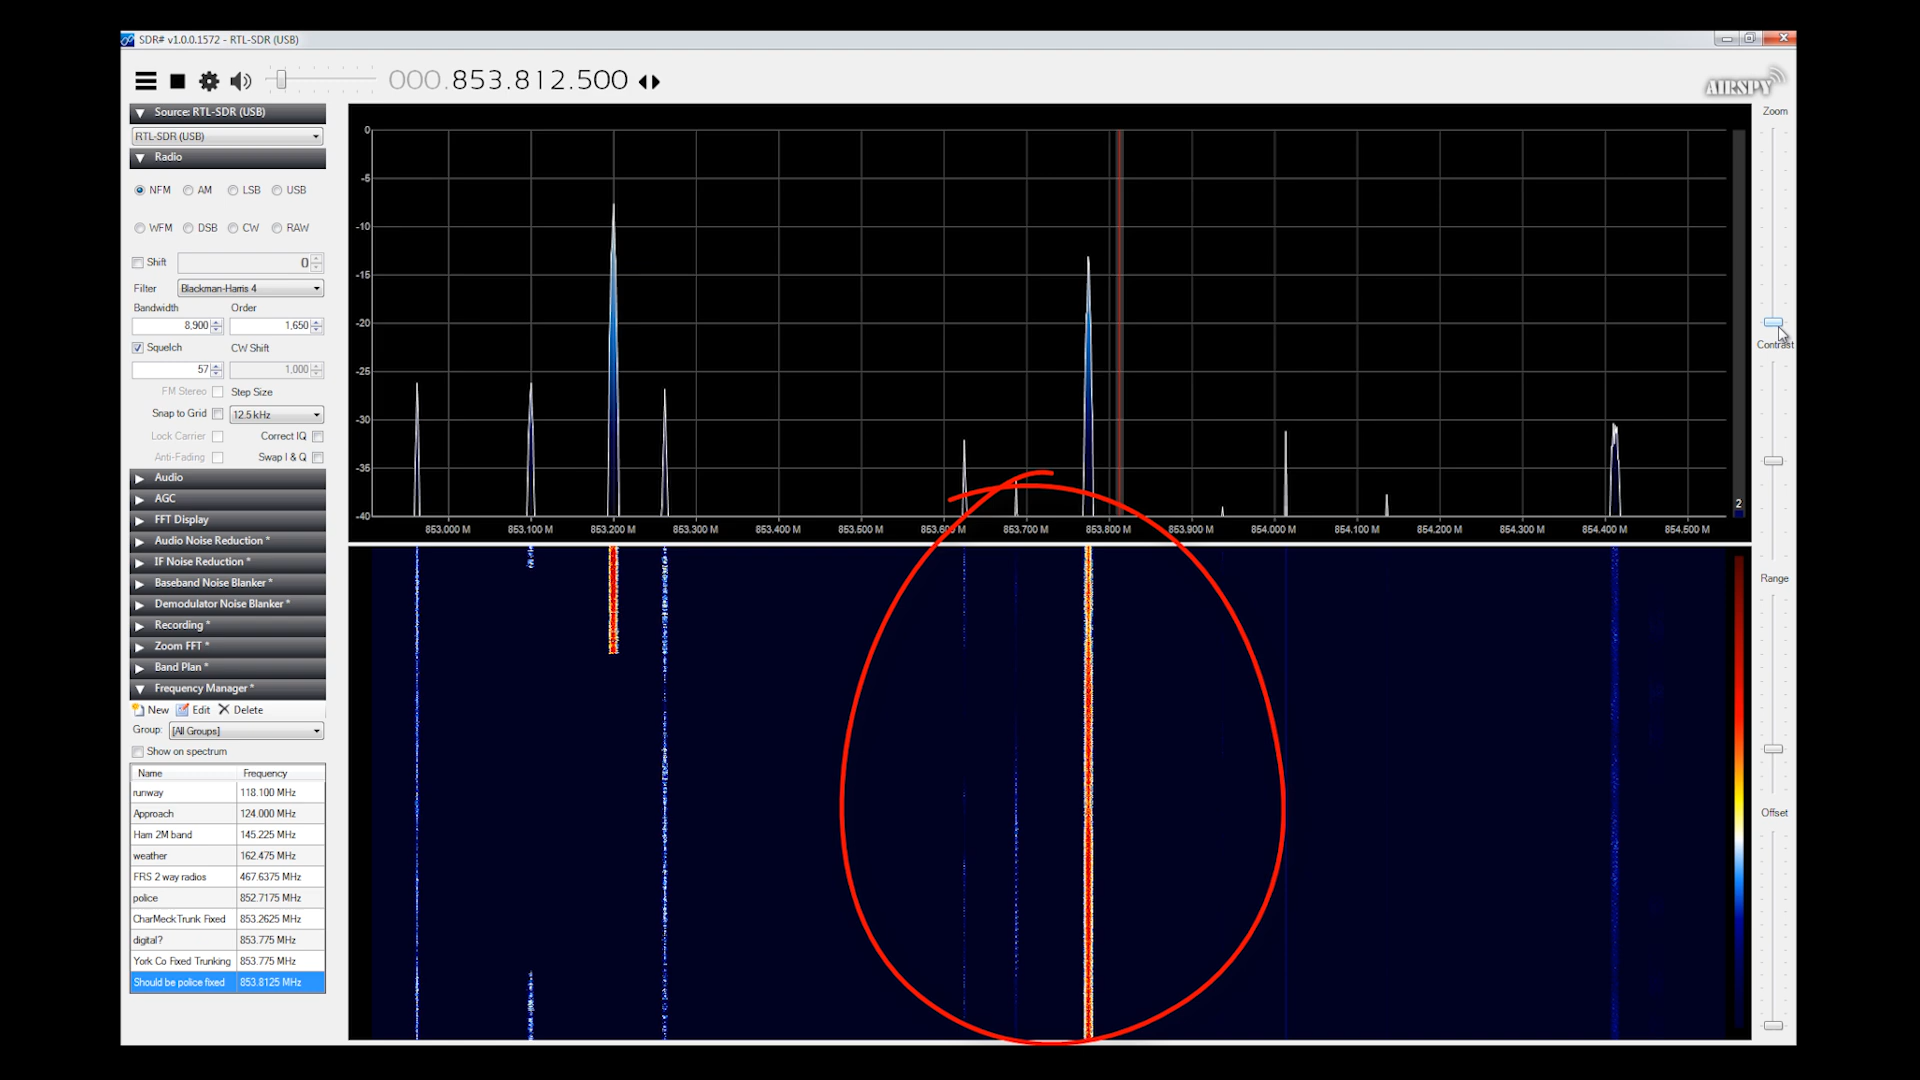 SDR# v1.0.0.1572 - RTL-SDR (USB)
000.853.812.500
AIRSPY
Source: RTL-SDR (USB)
RTL-SDR (USB)
Radio
NFM AM LSB USB
WFM DSB CW RAW
Shift 0
Filter Blackman-Harris 4
Bandwidth Order
8,900 1,650
Squelch CW Shift
57 1,000
FM Stereo Step Size
Snap to Grid 12.5 kHz
Lock Carrier Correct IQ
Anti-Fading Swap I & Q
Audio
AGC
FFT Display
Audio Noise Reduction *
IF Noise Reduction *
Baseband Noise Blanker *
Demodulator Noise Blanker *
Recording *
Zoom FFT *
Band Plan *
Frequency Manager *
New Edit Delete
Group: [All Groups]
Show on spectrum
Name Frequency
runway 118.100 MHz
Approach 124.000 MHz
Ham 2M band 145.225 MHz
weather 162.475 MHz
FRS 2 way radios 467.6375 MHz
police 852.7175 MHz
CharMeckTrunk Fixed 853.2625 MHz
digital? 853.775 MHz
York Co Fixed Trunking 853.775 MHz
Should be police fixed 853.8125 MHz
0
-5
-10
-15
-20
-25
-30
-35
-40
853.000 M 853.100 M 853.200 M 853.300 M 853.400 M 853.500 M 853.600 M 853.700 M 853.800 M 853.900 M 854.000 M 854.100 M 854.200 M 854.300 M 854.400 M 854.500 M
2
Zoom
Contrast
Range
Offset